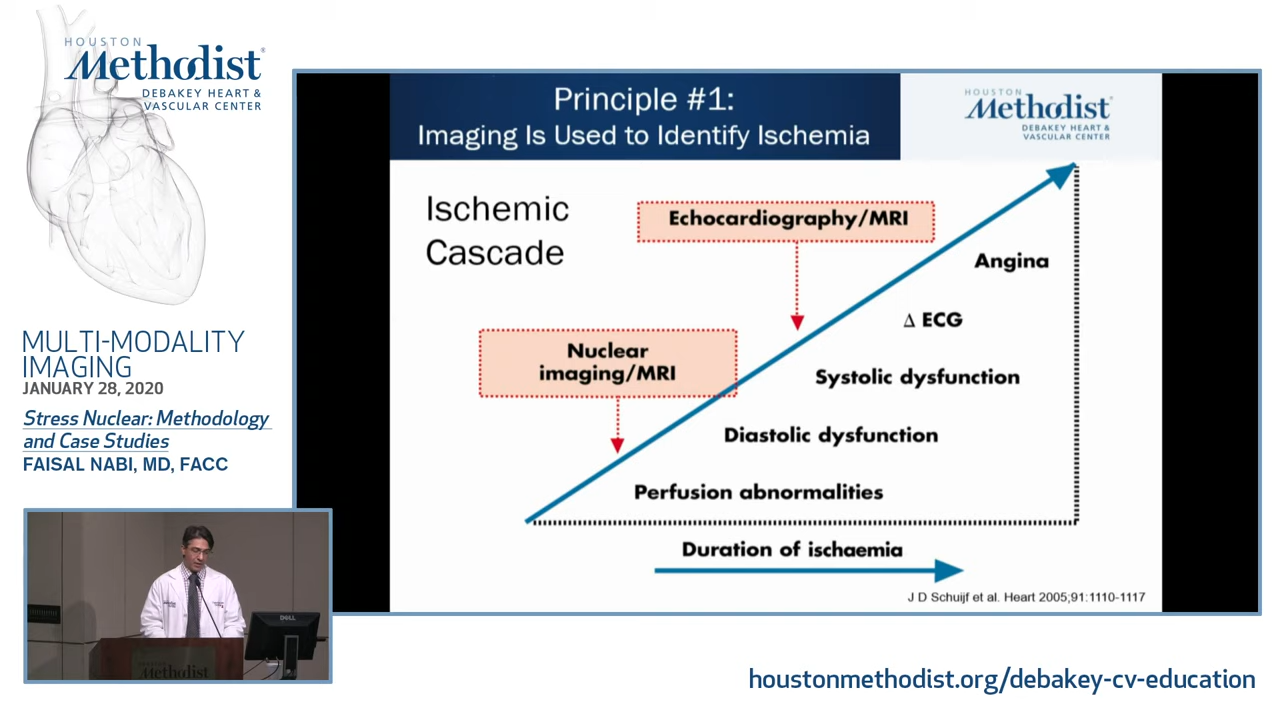 HOUSTON
Methodist®
DEBAKEY HEART &
VASCULAR CENTER
MULTI-MODALITY
IMAGING
JANUARY 28, 2020
Stress Nuclear: Methodology
and Case Studies
FAISAL NABI, MD, FACC
Principle #1:
Imaging Is Used to Identify Ischemia
HOUSTON
Methodist®
DEBAKEY HEART &
VASCULAR CENTER
Ischemic
Cascade
Echocardiography/MRI
Angina
Δ ECG
Nuclear
imaging/MRI
Systolic dysfunction
Diastolic dysfunction
Perfusion abnormalities
Duration of ischaemia
J D Schuijf et al. Heart 2005;91:1110-1117
DELL
HOUSTON
Methodist
houstonmethodist.org/debakey-cv-education